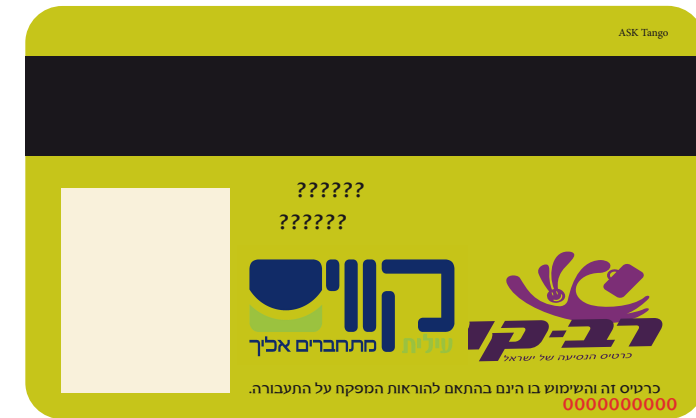 ASK Tango
??????
??????
קווים
עילית
מתחברים אליך
רב-קו
כרטיס הנסיעה של ישראל
כרטיס זה והשימוש בו הינם בהתאם להוראות המפקח על התעבורה.
0000000000